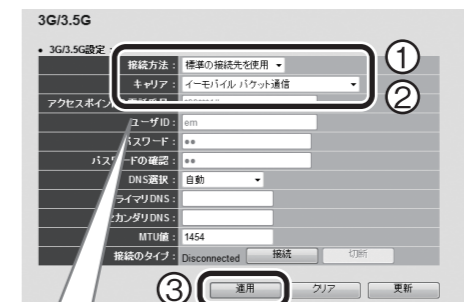 3G/3.5G
• 3G/3.5G設定
接続方法： 標準の接続先を使用
①
キャリア： イーモバイル パケット通信
②
アクセスポイント
ユーザID： em
パスワード： ●●
パスワードの確認： ●●
DNS選択： 自動
プライマリDNS：
セカンダリDNS：
MTU値： 1454
接続のタイプ： Disconnected 接続 切断
③ 適用 クリア 更新